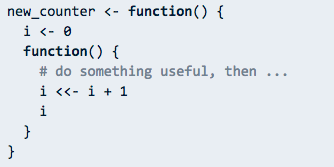 new_counter <- function() {
  i <- 0
  function() {
    # do something useful, then ...
    i <<- i + 1
    i
  }
}